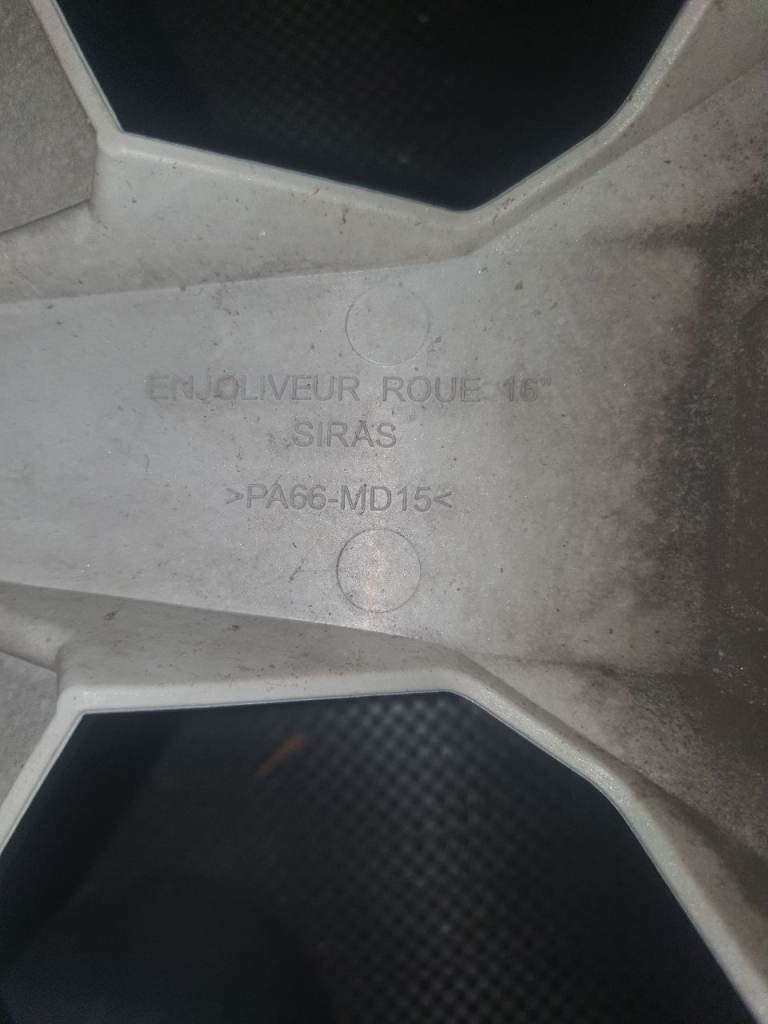 ENJOLIVEUR ROUE 16"
SIRAS
>PA66-MD15<